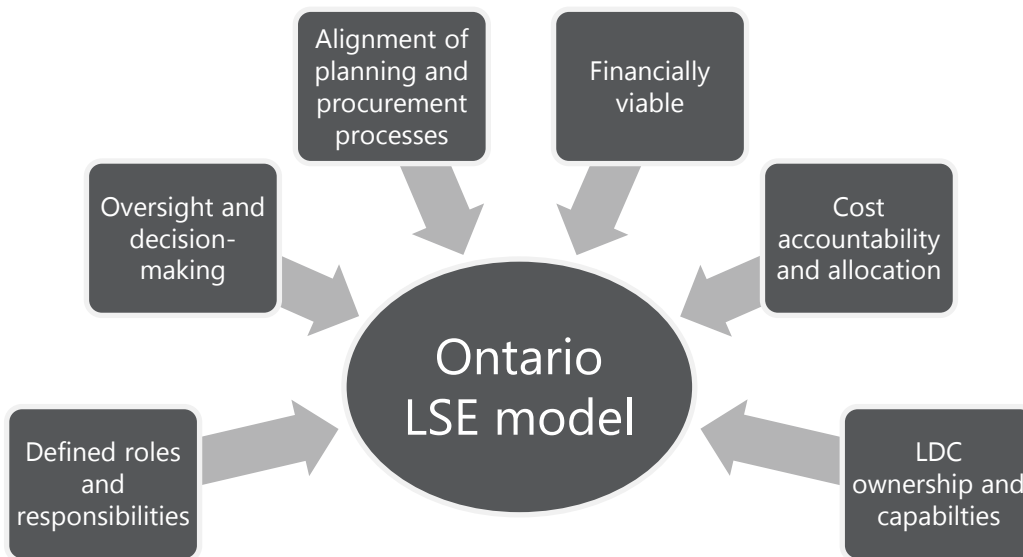 Alignment of
planning and
procurement
processes
Financially
viable
Oversight and
decision-
making
Cost
accountability
and allocation
Ontario
LSE model
Defined roles
and
responsibilities
LDC
ownership and
capabilties